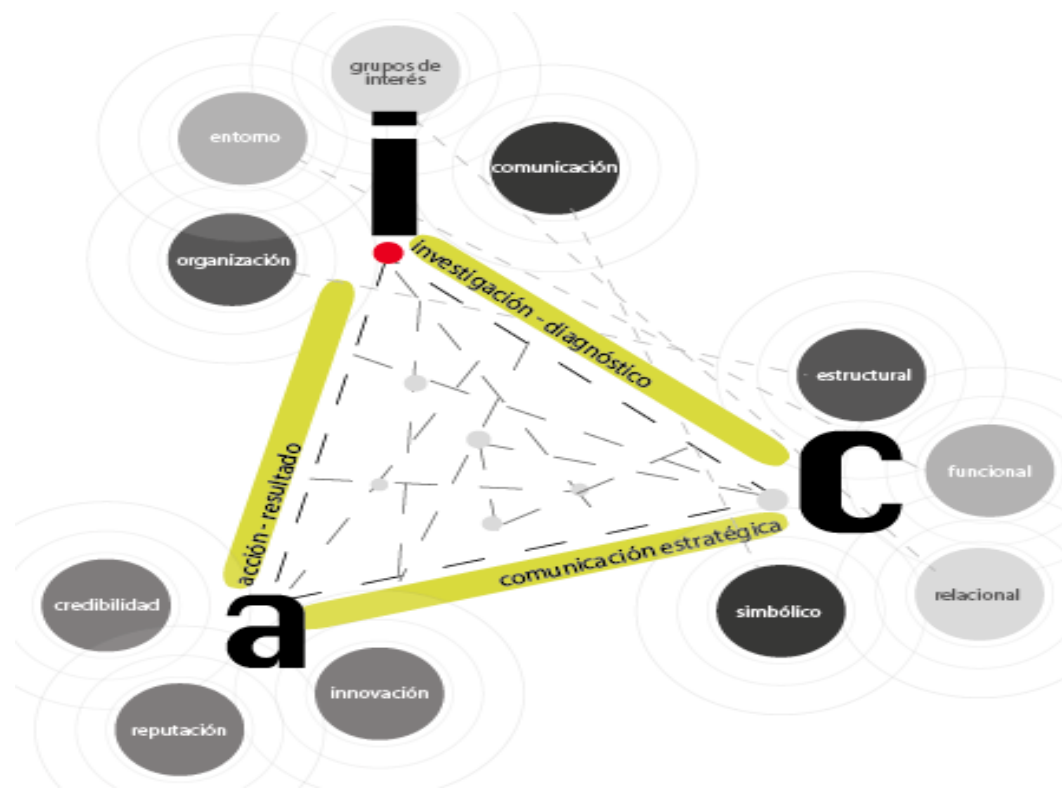 grupos de
interés
i
entorno
comunicación
organización
investigación - diagnóstico
estructural
c
funcional
acción - resultado
comunicación estratégica
relacional
credibilidad
a
simbólico
innovación
reputación